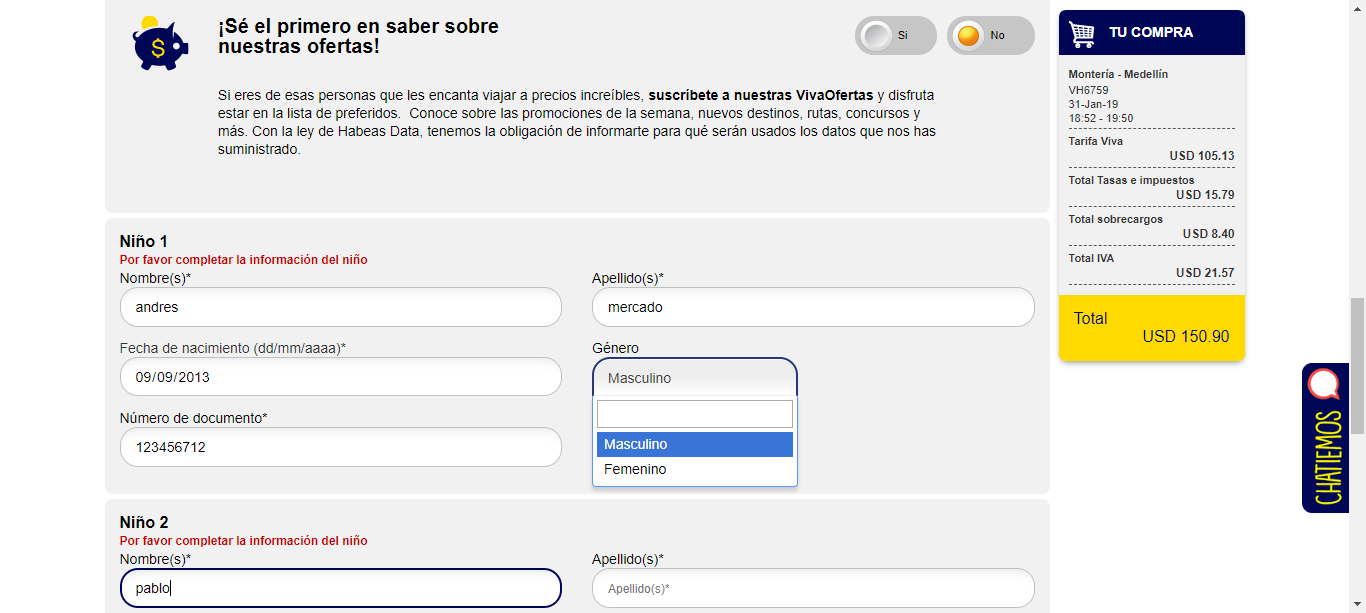 ¡Sé el primero en saber sobre
nuestras ofertas!
Si
No
Si eres de esas personas que les encanta viajar a precios increíbles, suscríbete a nuestras VivaOfertas y disfruta
estar en la lista de preferidos.  Conoce sobre las promociones de la semana, nuevos destinos, rutas, concursos y
más. Con la ley de Habeas Data, tenemos la obligación de informarte para qué serán usados los datos que nos has
suministrado.
Niño 1
Por favor completar la información del niño
Nombre(s)*
andres
Apellido(s)*
mercado
Fecha de nacimiento (dd/mm/aaaa)*
09/09/2013
Género
Masculino
Masculino
Femenino
Número de documento*
123456712
Niño 2
Por favor completar la información del niño
Nombre(s)*
pablo
Apellido(s)*
Apellido(s)*
TU COMPRA
Montería - Medellín
VH6759
31-Jan-19
18:52 - 19:50
Tarifa Viva
USD 105.13
Total Tasas e impuestos
USD 15.79
Total sobrecargos
USD 8.40
Total IVA
USD 21.57
Total
USD 150.90
CHATIEMOS
$